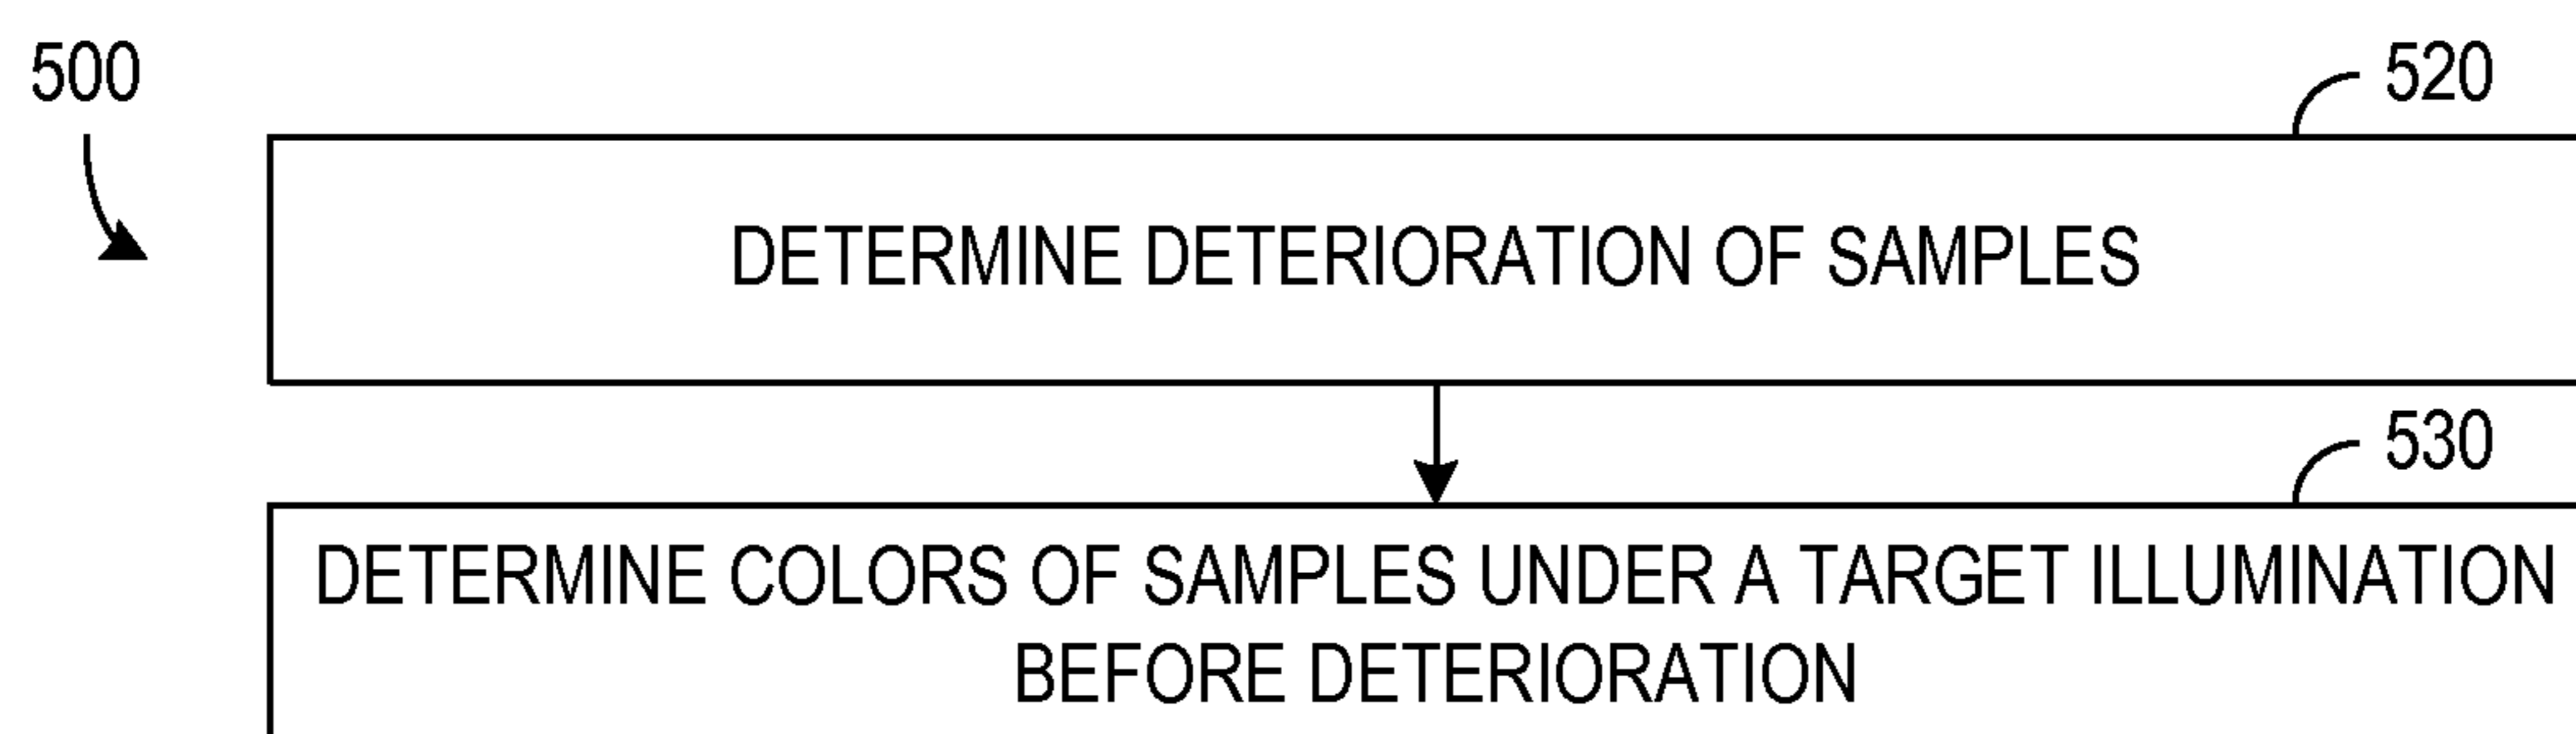 500
520
DETERMINE DETERIORATION OF SAMPLES
530
DETERMINE COLORS OF SAMPLES UNDER A TARGET ILLUMINATION
BEFORE DETERIORATION